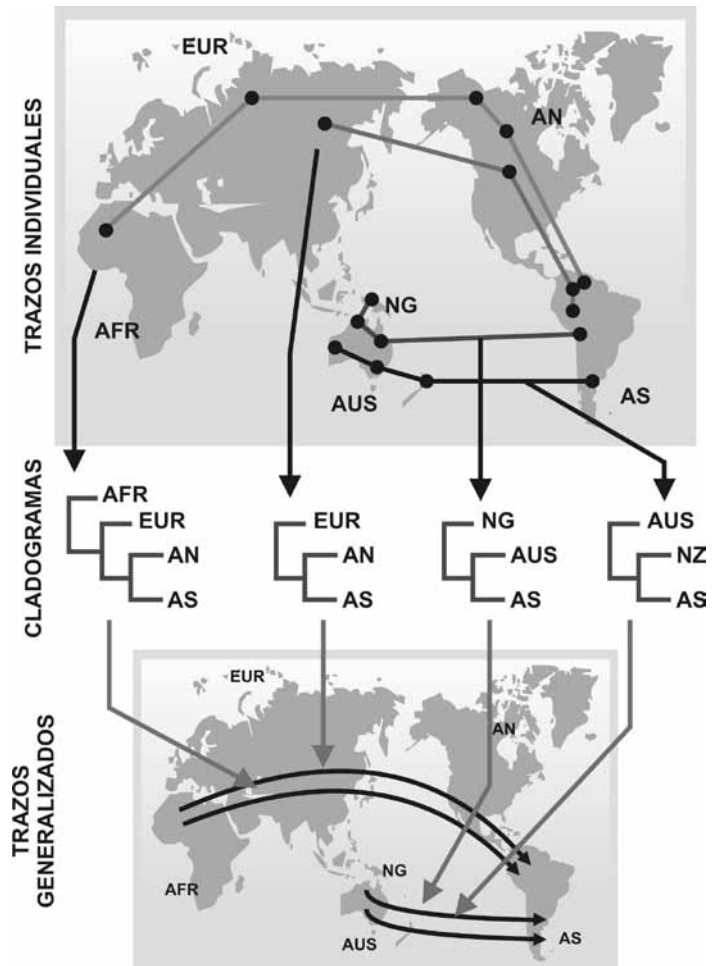 TRAZOS INDIVIDUALES
EUR
AN
AFR
NG
AUS
AS
CLADOGRAMAS
AFR
EUR
AN
AS
EUR
AN
AS
NG
AUS
AS
AUS
NZ
AS
TRAZOS
GENERALIZADOS
EUR
AN
AFR
NG
AUS
AS